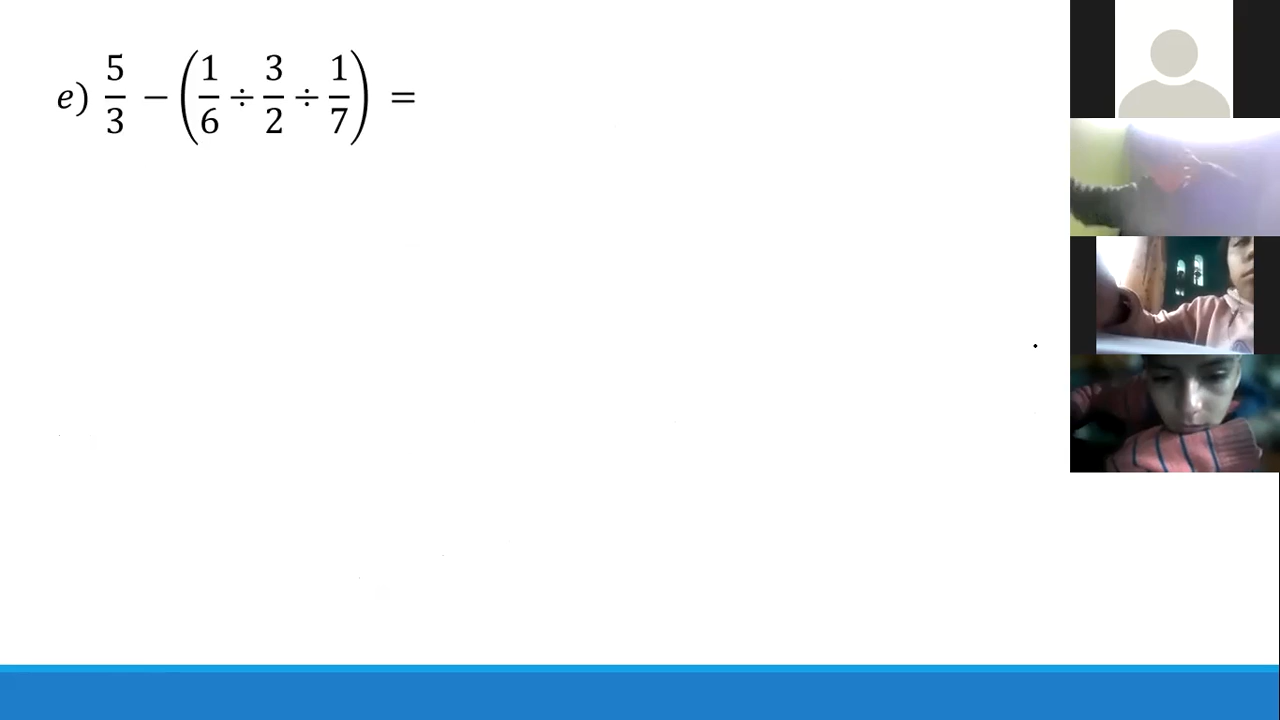 e) 5/3 − (1/6 ÷ 3/2 ÷ 1/7) =